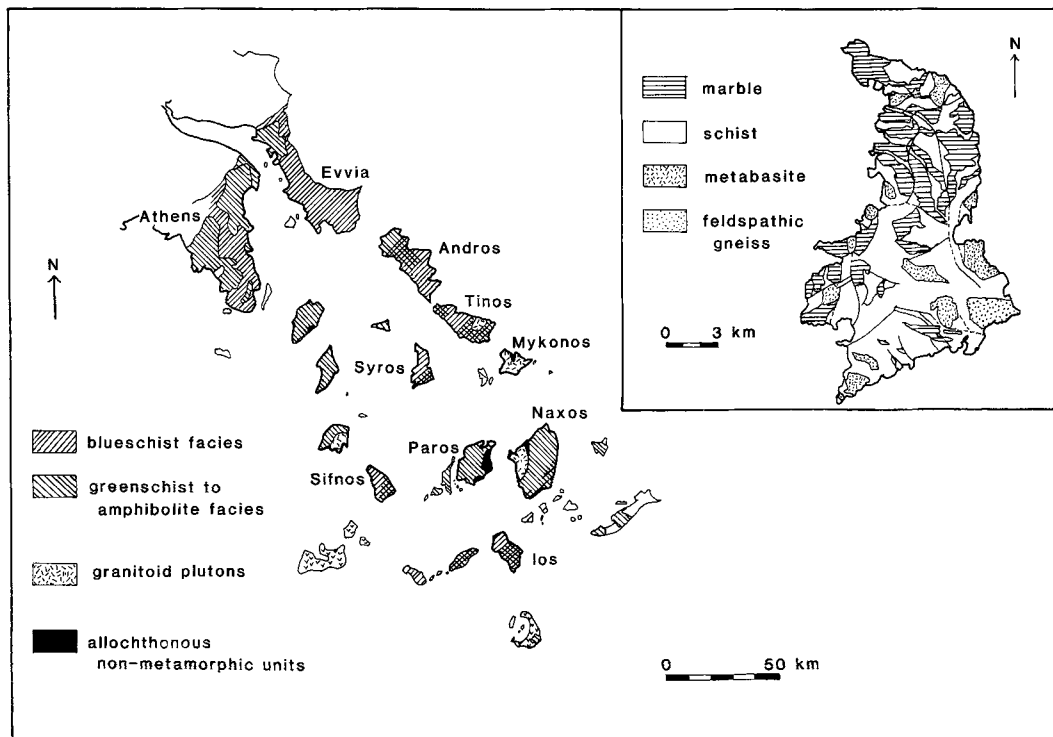 Evvia
Athens
N
Andros
Tinos
Mykonos
Syros
Naxos
Paros
Sifnos
Ios
blueschist facies
greenschist to
amphibolite facies
granitoid plutons
allochthonous
non-metamorphic units
0 50 km
N
marble
schist
metabasite
feldspathic
gneiss
0 3 km